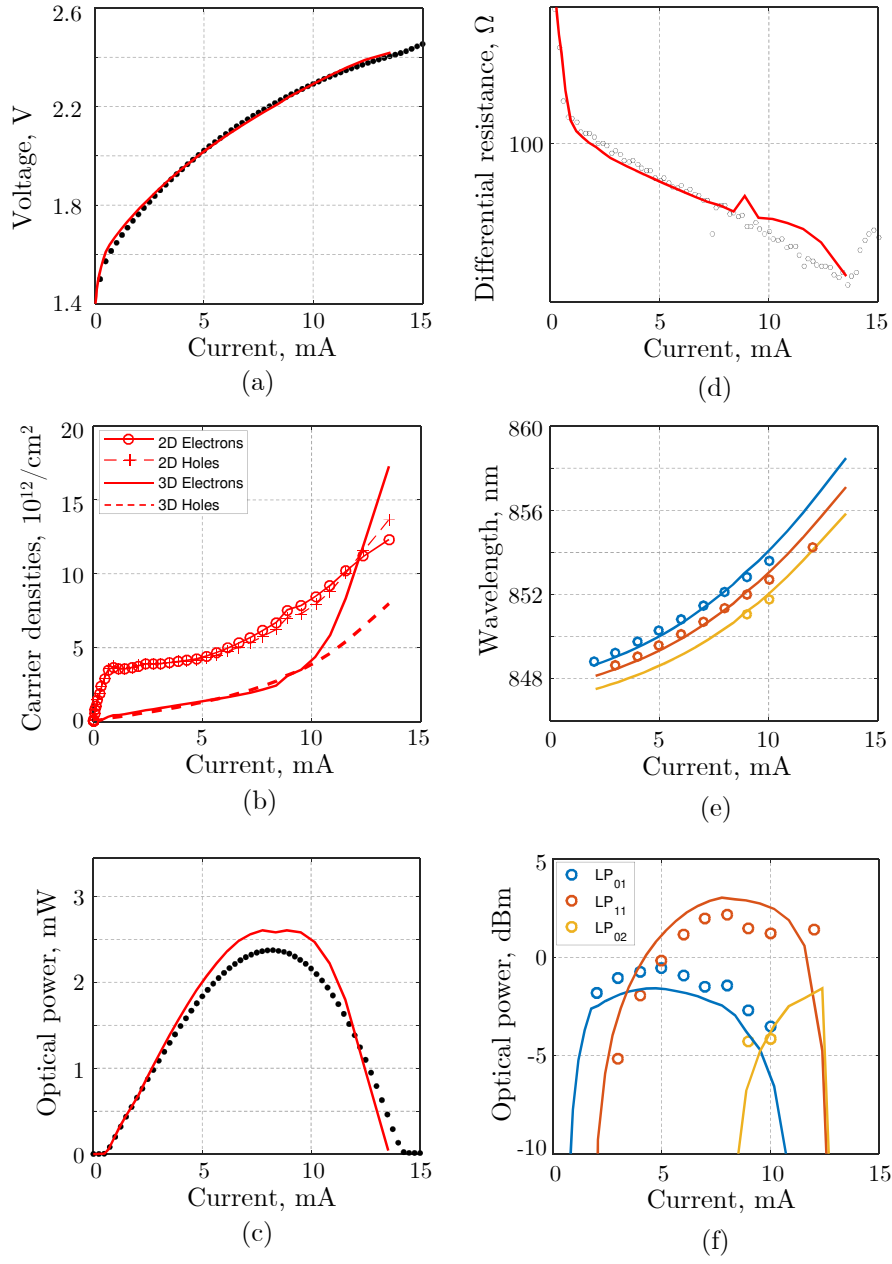 2.6
2.2
1.8
1.4
Voltage, V
0
5
10
15
Current, mA
(a)
100
Differential resistance, Ω
0
5
10
15
Current, mA
(d)
20
15
10
5
0
Carrier densities, 10¹²/cm²
2D Electrons
2D Holes
3D Electrons
3D Holes
0
5
10
15
Current, mA
(b)
860
856
852
848
Wavelength, nm
0
5
10
15
Current, mA
(e)
3
2
1
0
Optical power, mW
0
5
10
15
Current, mA
(c)
5
0
-5
-10
Optical power, dBm
LP₀₁
LP₁₁
LP₀₂
0
5
10
15
Current, mA
(f)